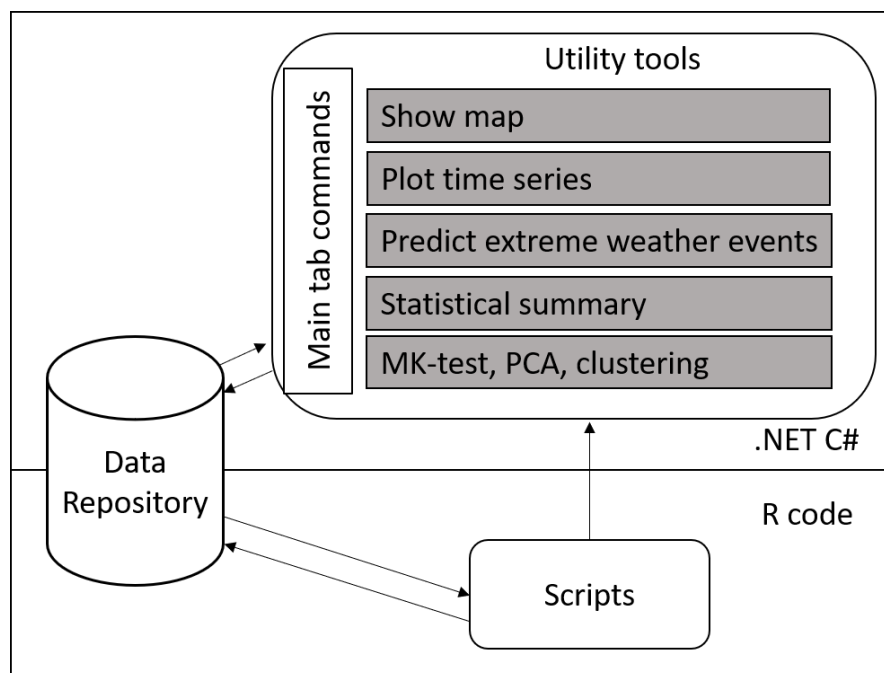 Utility tools
Main tab commands
Show map
Plot time series
Predict extreme weather events
Statistical summary
MK-test, PCA, clustering
.NET C#
Data
Repository
R code
Scripts